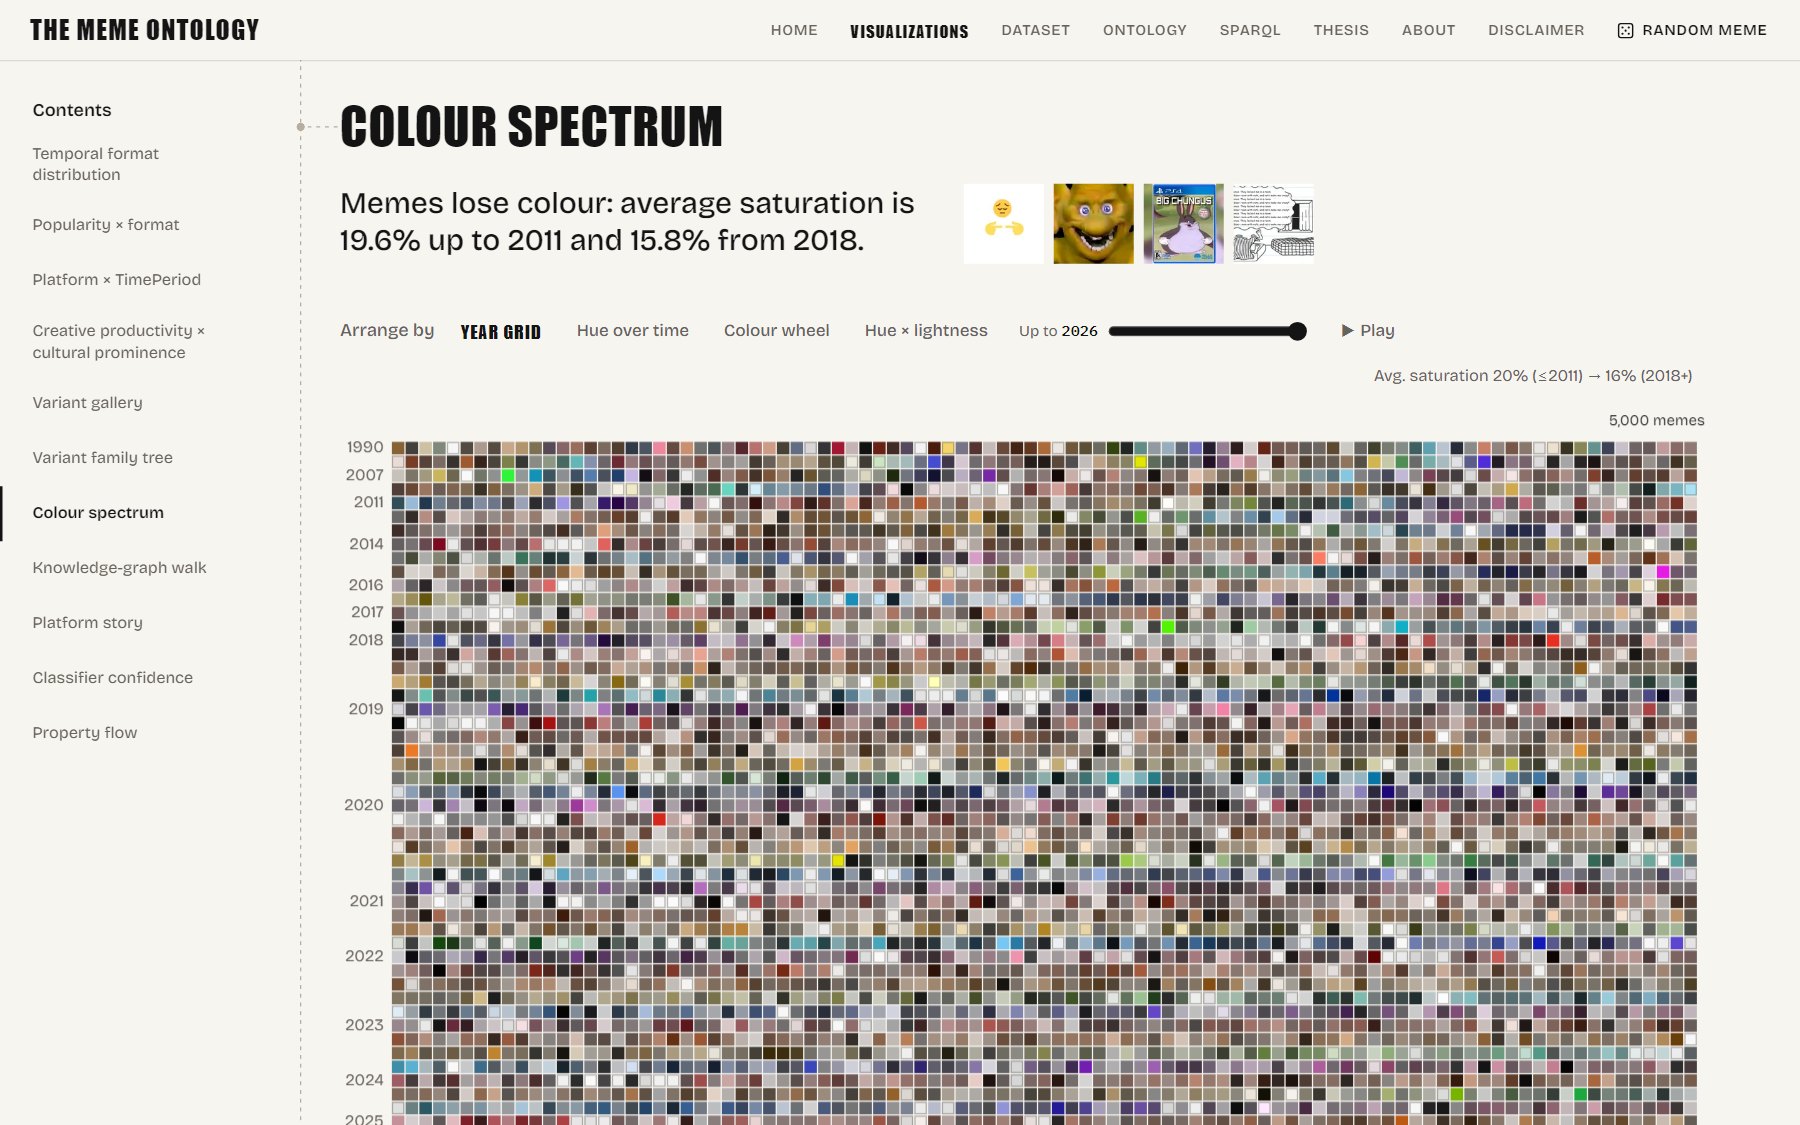 THE MEME ONTOLOGY
HOME VISUALIZATIONS DATASET ONTOLOGY SPARQL THESIS ABOUT DISCLAIMER RANDOM MEME
Contents
Temporal format
distribution
Popularity × format
Platform × TimePeriod
Creative productivity ×
cultural prominence
Variant gallery
Variant family tree
Colour spectrum
Knowledge-graph walk
Platform story
Classifier confidence
Property flow
COLOUR SPECTRUM
Memes lose colour: average saturation is
19.6% up to 2011 and 15.8% from 2018.
PS4
BIG CHUNGUS
Arrange by YEAR GRID Hue over time Colour wheel Hue × lightness Up to 2026 Play
Avg. saturation 20% (≤2011) → 16% (2018+)
5,000 memes
1990
2007
2011
2014
2016
2017
2018
2019
2020
2021
2022
2023
2024
2025